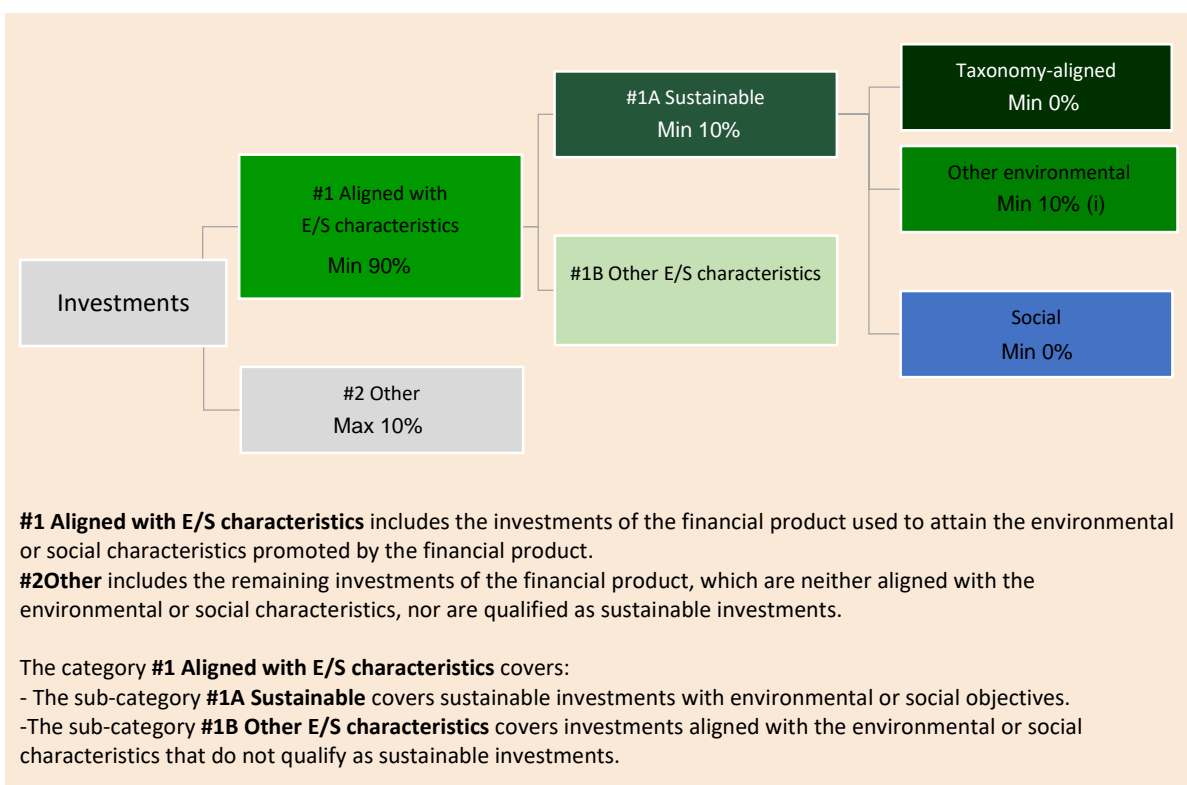 Investments
#1 Aligned with
E/S characteristics
Min 90%
#2 Other
Max 10%
#1A Sustainable
Min 10%
#1B Other E/S characteristics
Taxonomy-aligned
Min 0%
Other environmental
Min 10% (i)
Social
Min 0%
#1 Aligned with E/S characteristics includes the investments of the financial product used to attain the environmental
or social characteristics promoted by the financial product.
#2Other includes the remaining investments of the financial product, which are neither aligned with the
environmental or social characteristics, nor are qualified as sustainable investments.
The category #1 Aligned with E/S characteristics covers:
- The sub-category #1A Sustainable covers sustainable investments with environmental or social objectives.
-The sub-category #1B Other E/S characteristics covers investments aligned with the environmental or social
characteristics that do not qualify as sustainable investments.